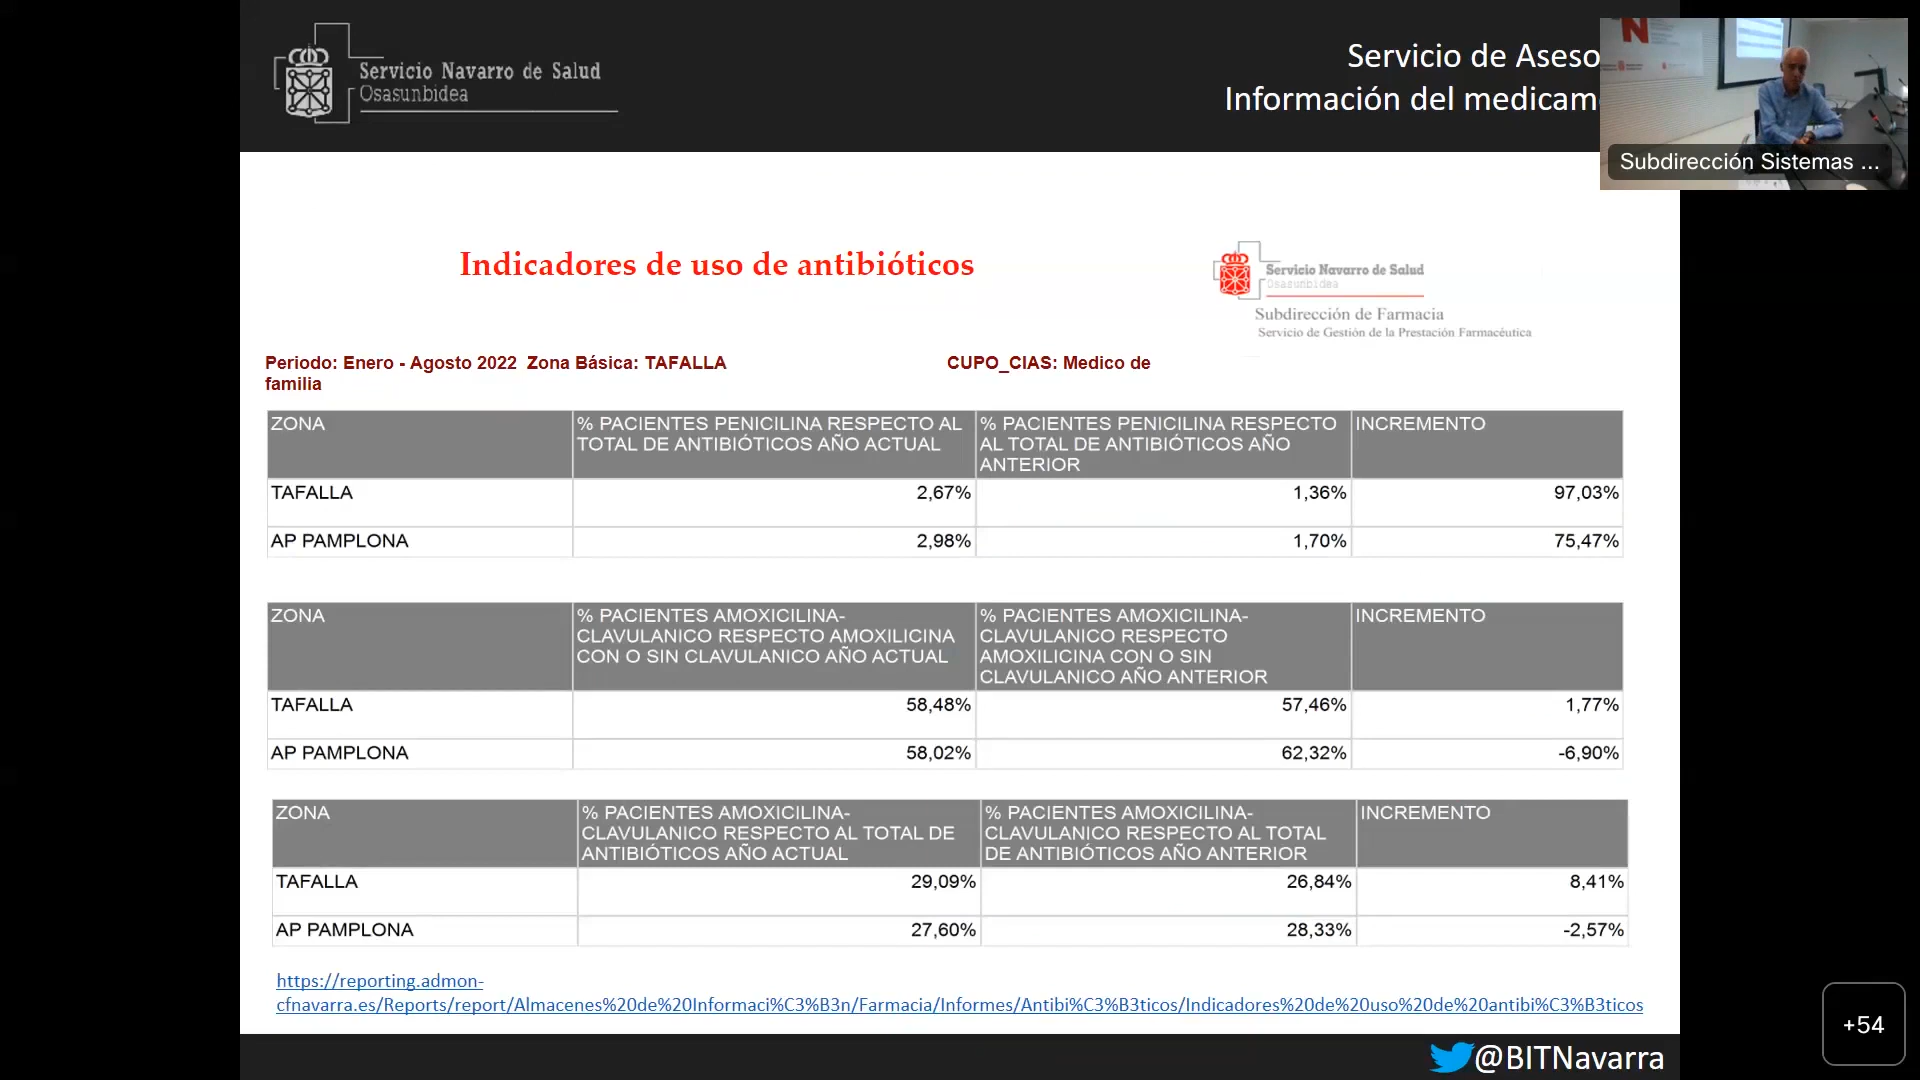 Servicio Navarro de Salud
Osasunbidea
Servicio de Aseso
Información del medicam
Subdirección Sistemas ...
Indicadores de uso de antibióticos
Servicio Navarro de Salud
Osasunbidea
Subdirección de Farmacia
Servicio de Gestión de la Prestación Farmacéutica
Periodo: Enero - Agosto 2022 Zona Básica: TAFALLA CUPO_CIAS: Medico de
familia
ZONA
% PACIENTES PENICILINA RESPECTO AL
TOTAL DE ANTIBIÓTICOS AÑO ACTUAL
% PACIENTES PENICILINA RESPECTO
AL TOTAL DE ANTIBIÓTICOS AÑO
ANTERIOR
INCREMENTO
TAFALLA 2,67% 1,36% 97,03%
AP PAMPLONA 2,98% 1,70% 75,47%
ZONA
% PACIENTES AMOXICILINA-
CLAVULANICO RESPECTO AMOXILICINA
CON O SIN CLAVULANICO AÑO ACTUAL
% PACIENTES AMOXICILINA-
CLAVULANICO RESPECTO
AMOXILICINA CON O SIN
CLAVULANICO AÑO ANTERIOR
INCREMENTO
TAFALLA 58,48% 57,46% 1,77%
AP PAMPLONA 58,02% 62,32% -6,90%
ZONA
% PACIENTES AMOXICILINA-
CLAVULANICO RESPECTO AL TOTAL DE
ANTIBIÓTICOS AÑO ACTUAL
% PACIENTES AMOXICILINA-
CLAVULANICO RESPECTO AL TOTAL
DE ANTIBIÓTICOS AÑO ANTERIOR
INCREMENTO
TAFALLA 29,09% 26,84% 8,41%
AP PAMPLONA 27,60% 28,33% -2,57%
https://reporting.admon-
cfnavarra.es/Reports/report/Almacenes%20de%20Informaci%C3%B3n/Farmacia/Informes/Antibi%C3%B3ticos/Indicadores%20de%20uso%20de%20antibi%C3%B3ticos
+54
@BITNavarra